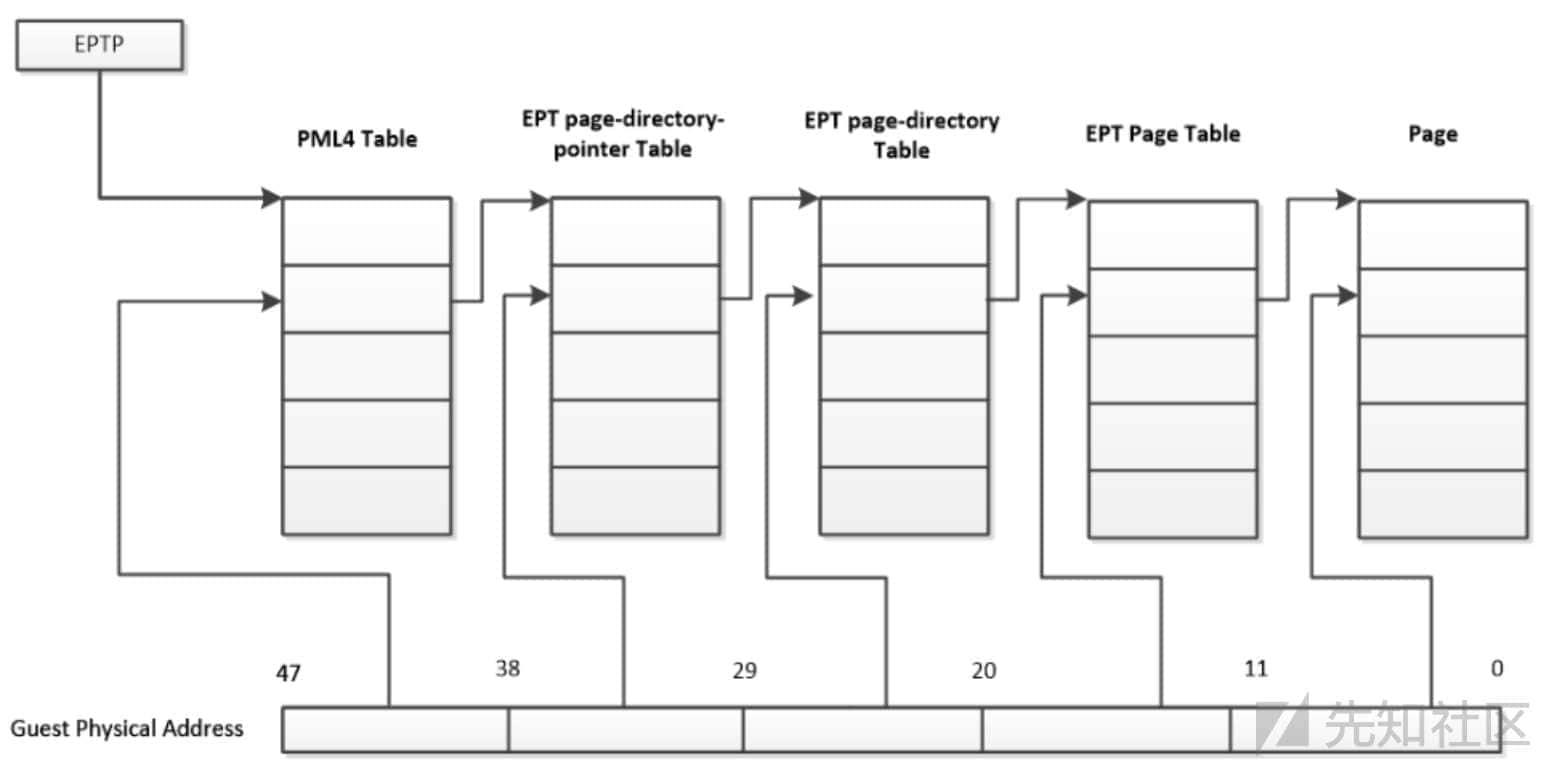 EPTP
PML4 Table
EPT page-directory-
pointer Table
EPT page-directory
Table
EPT Page Table
Page
47
38
29
20
11
0
Guest Physical Address
先知社区